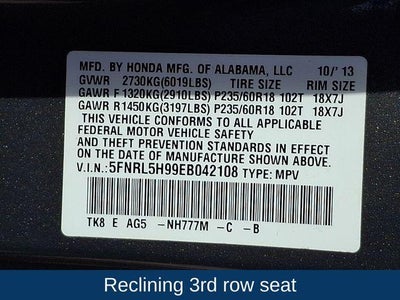 MFD. BY HONDA MFG. OF ALABAMA, LLC 10/'13
GVWR 2730KG(6019LBS) TIRE SIZE RIM SIZE
GAWR F 1320KG(2910LBS) P235/60R18 102T 18X7J
GAWR R 1450KG(3197LBS) P235/60R18 102T 18X7J
THIS VEHICLE CONFORMS TO ALL APPLICABLE
FEDERAL MOTOR VEHICLE SAFETY, BUMPER,
AND THEFT PREVENTION STANDARDS IN EFFECT
ON THE DATE OF MANUFACTURE SHOWN ABOVE.
V.I.N.: 5FNRL5H99EB042108 TYPE: MPV
TK8 E AG5 -NH777M -C -B
Reclining 3rd row seat